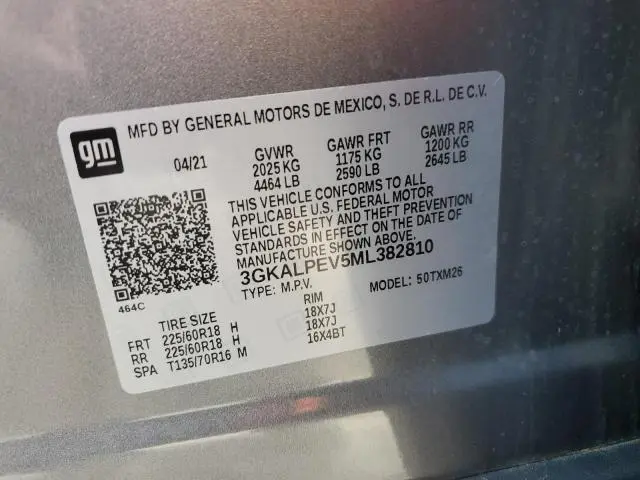 gm
MFD BY GENERAL MOTORS DE MEXICO, S. DE R.L. DE C.V.
04/21 GVWR GAWR FRT GAWR RR
2025 KG 1175 KG 1200 KG
4464 LB 2590 LB 2645 LB
THIS VEHICLE CONFORMS TO ALL
APPLICABLE U.S. FEDERAL MOTOR
VEHICLE SAFETY AND THEFT PREVENTION
STANDARDS IN EFFECT ON THE DATE OF
MANUFACTURE SHOWN ABOVE.
3GKALPEV5ML382810
464C TYPE: M.P.V. MODEL: 50TXM26
TIRE SIZE RIM
FRT 225/60R18 H 18X7J
RR 225/60R18 H 18X7J
SPA T135/70R16 M 16X4BT